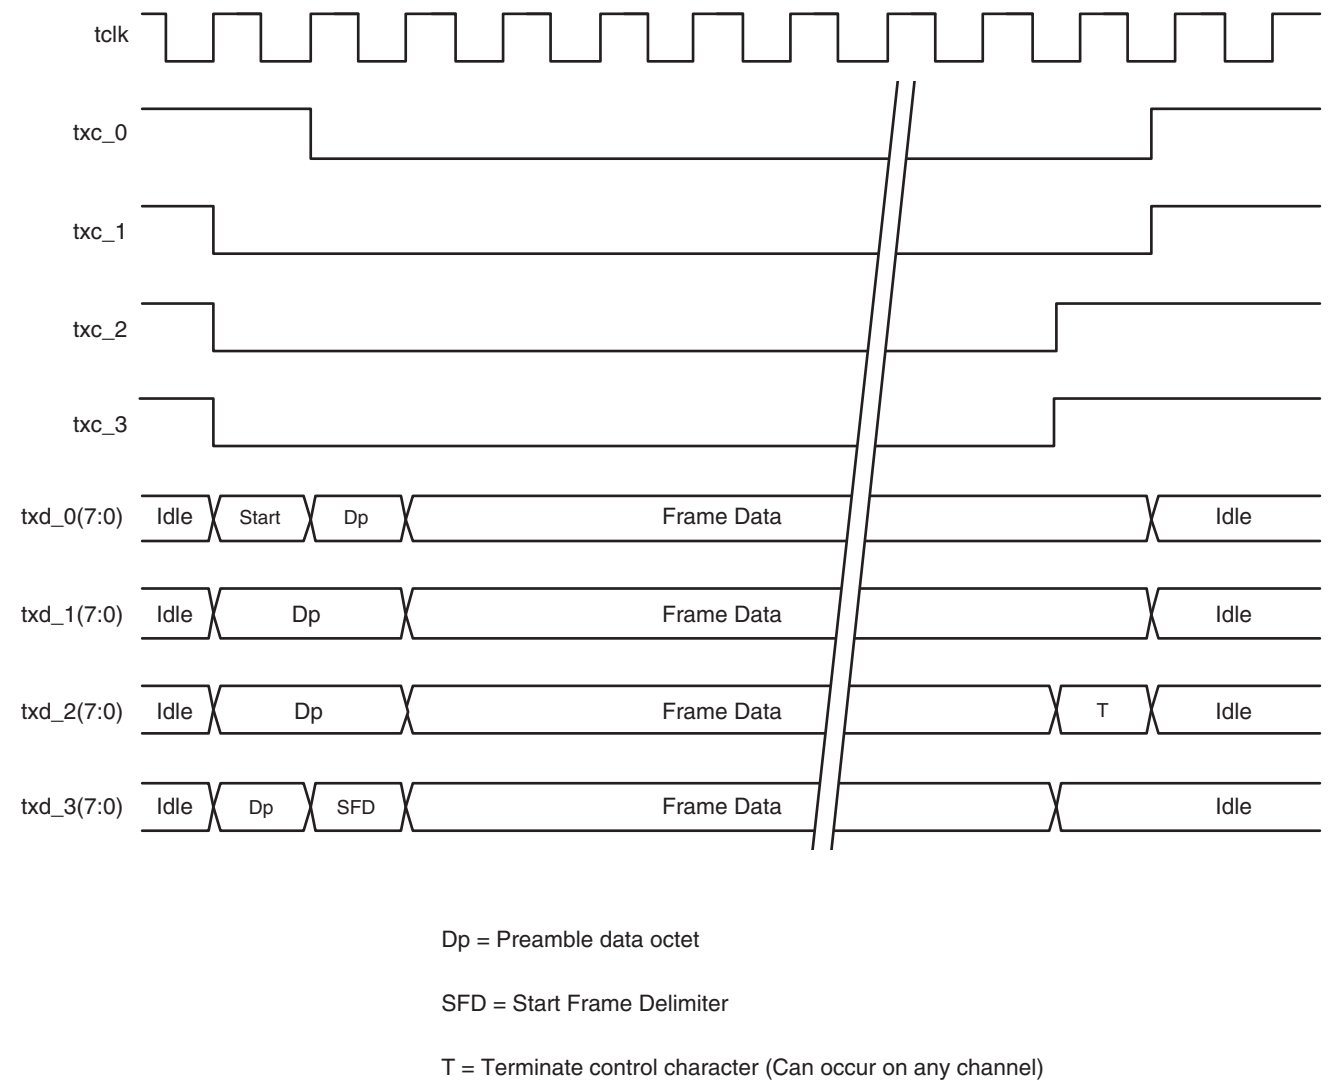 tclk
txc_0
txc_1
txc_2
txc_3
txd_0(7:0) Idle Start Dp Frame Data Idle
txd_1(7:0) Idle Dp Frame Data Idle
txd_2(7:0) Idle Dp Frame Data T Idle
txd_3(7:0) Idle Dp SFD Frame Data Idle
Dp = Preamble data octet
SFD = Start Frame Delimiter
T = Terminate control character (Can occur on any channel)